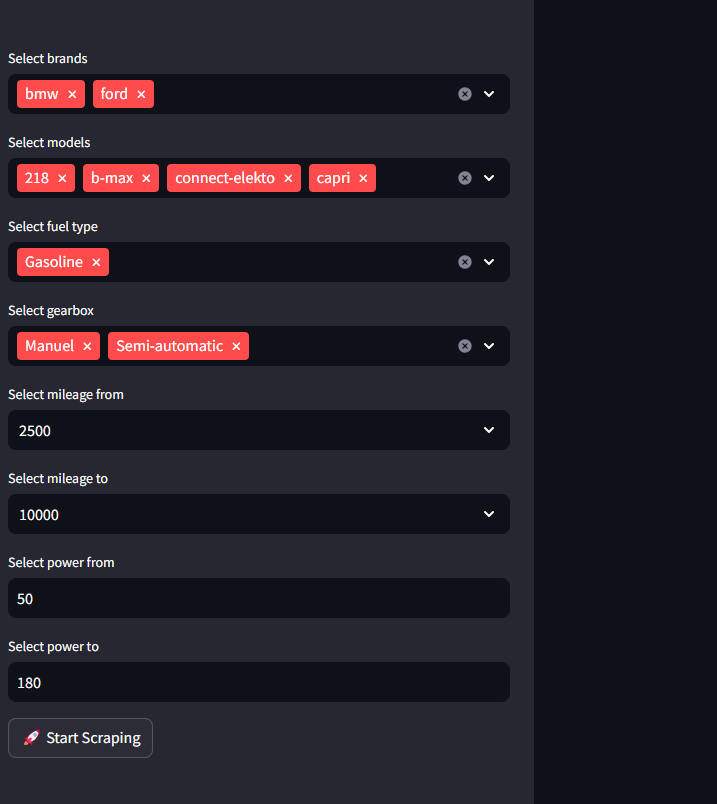 Select brands
bmw × ford ×
Select models
218 × b-max × connect-elekto × capri ×
Select fuel type
Gasoline ×
Select gearbox
Manuel × Semi-automatic ×
Select mileage from
2500
Select mileage to
10000
Select power from
50
Select power to
180
🚀 Start Scraping